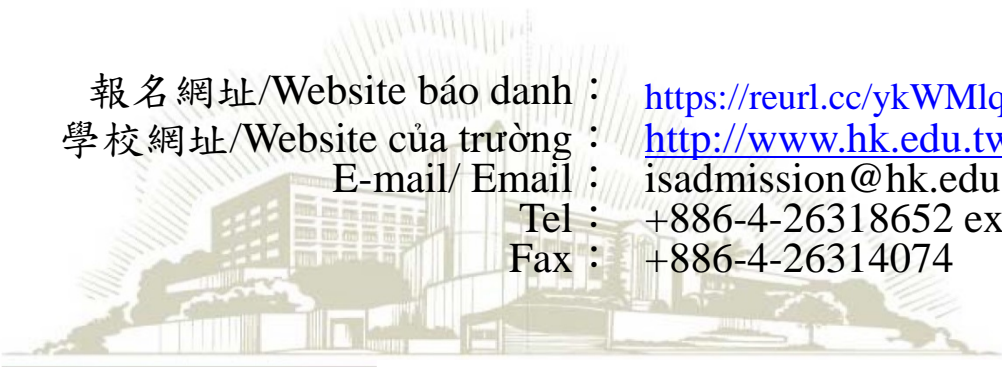 報名網址/Website báo danh： https://reurl.cc/ykWMlq
學校網址/Website của trường： http://www.hk.edu.tw
E-mail/ Email： isadmission@hk.edu
Tel： +886-4-26318652 ex
Fax： +886-4-26314074